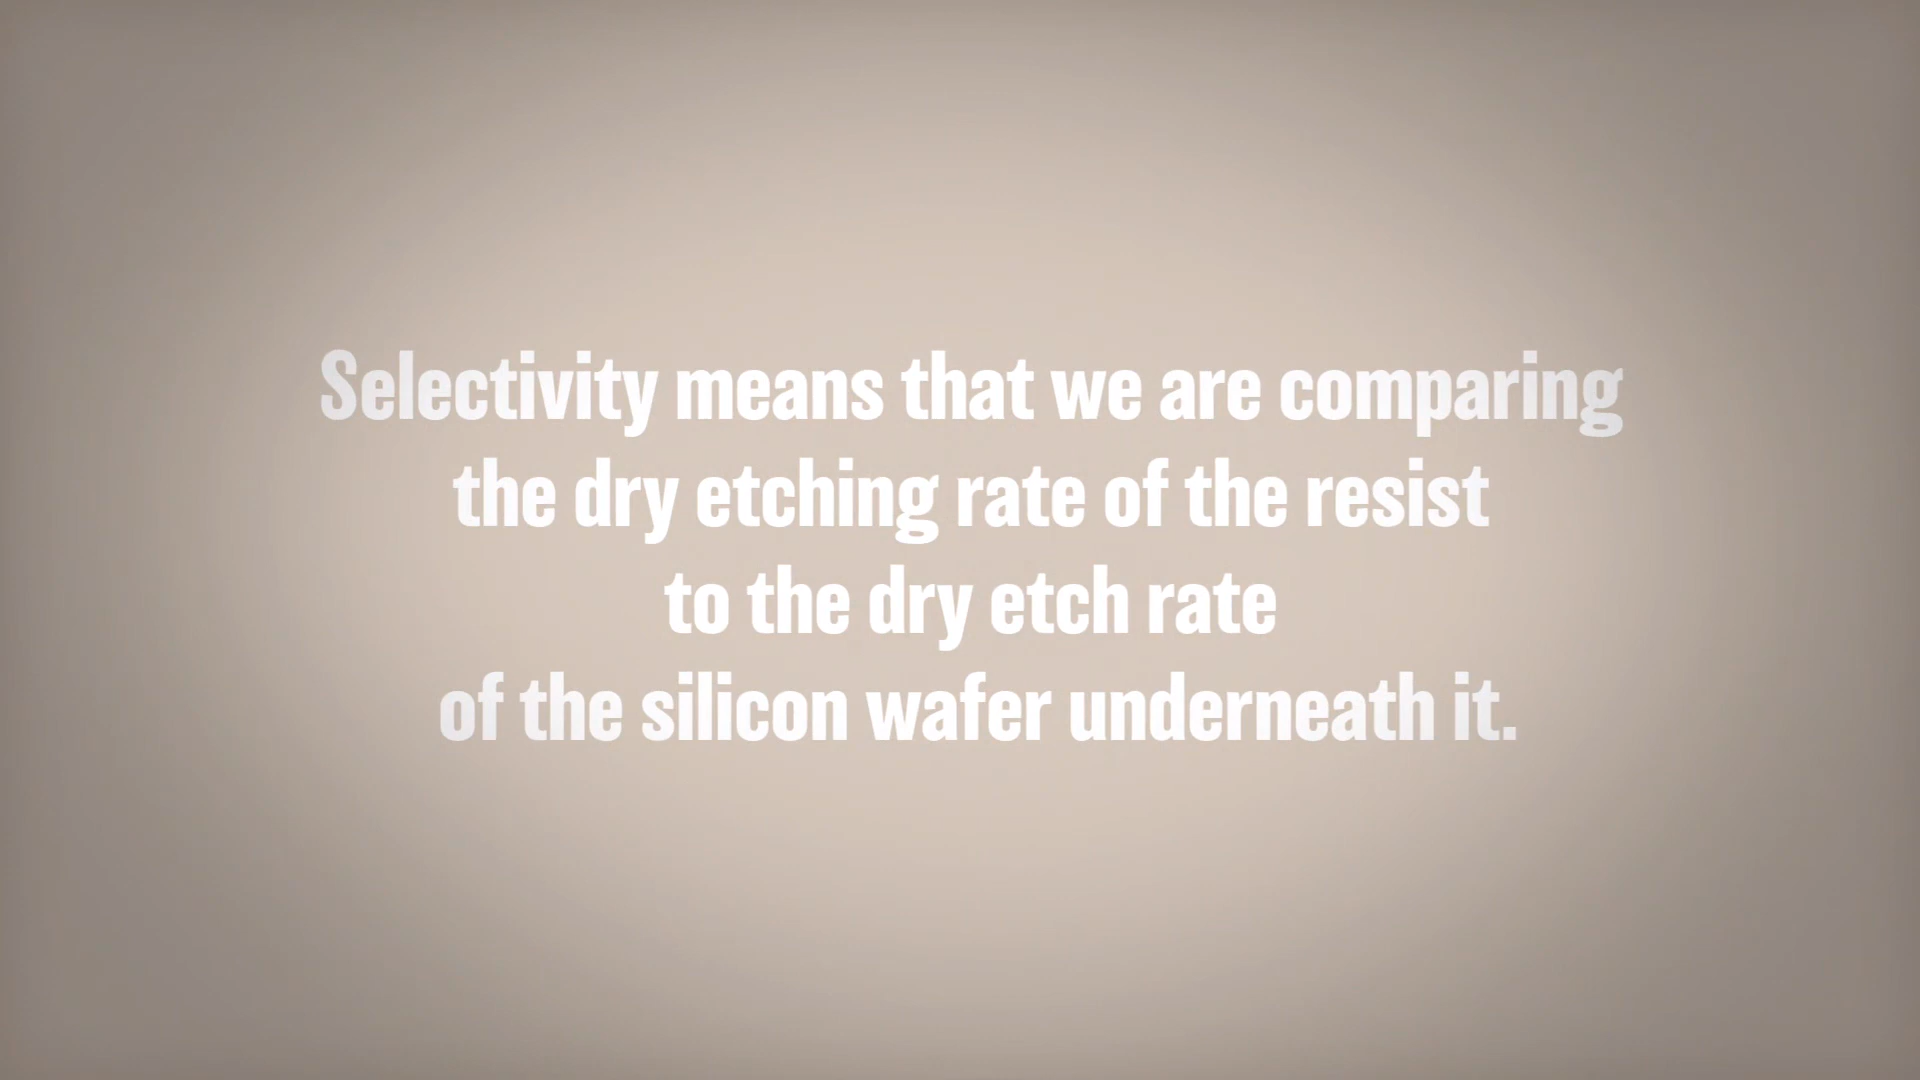 Selectivity means that we are comparing
the dry etching rate of the resist
to the dry etch rate
of the silicon wafer underneath it.